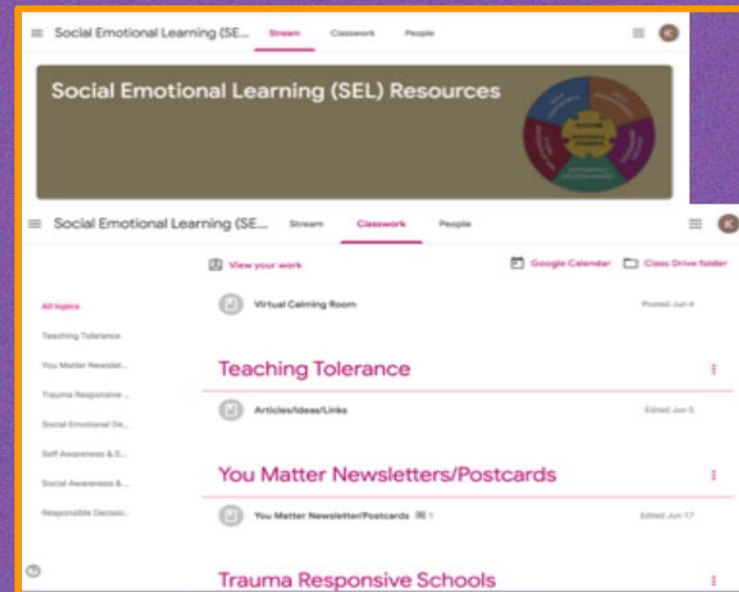 Social Emotional Learning (SE... Stream Classwork People K
Social Emotional Learning (SEL) Resources
Social Emotional Learning (SE... Stream Classwork People K
View your work Google Calendar Class Drive folder
Virtual Calming Room Posted Jun 4
All topics
Teaching Tolerance
You Matter Newslet...
Trauma Responsive ...
Social Emotional De...
Self-Awareness & S...
Social Awareness & ...
Responsible Decisio...
Teaching Tolerance
Articles/Ideas/Links Edited Jun 5
You Matter Newsletters/Postcards
You Matter Newsletter/Postcards 1 Edited Jun 17
Trauma Responsive Schools